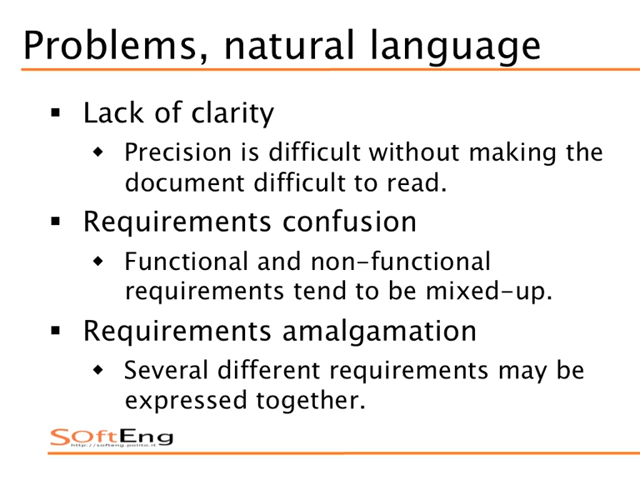 Problems, natural language
Lack of clarity
Precision is difficult without making the
document difficult to read.
Requirements confusion
Functional and non-functional
requirements tend to be mixed-up.
Requirements amalgamation
Several different requirements may be
expressed together.
SOftEng
http://softeng.polito.it